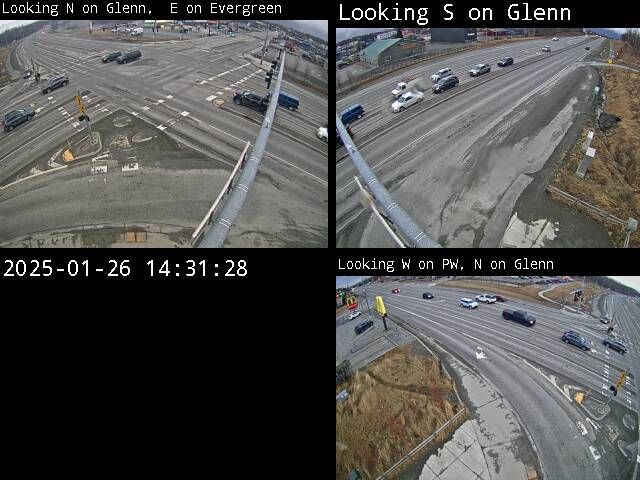 Looking N on Glenn,  E on Evergreen
Looking S on Glenn
2025-01-26 14:31:28
Looking W on PW, N on Glenn